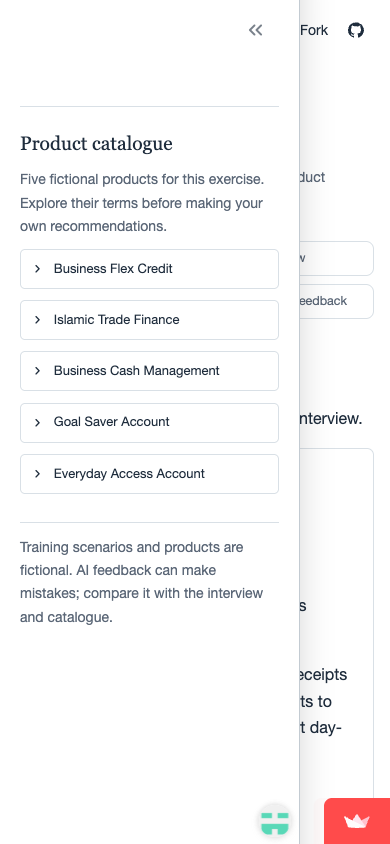 Fork
Product catalogue
Five fictional products for this exercise.
Explore their terms before making your
own recommendations.
Business Flex Credit
Islamic Trade Finance
Business Cash Management
Goal Saver Account
Everyday Access Account
Training scenarios and products are
fictional. AI feedback can make
mistakes; compare it with the interview
and catalogue.
duct
w
eedback
nterview.
s
eceipts
ts to
t day-